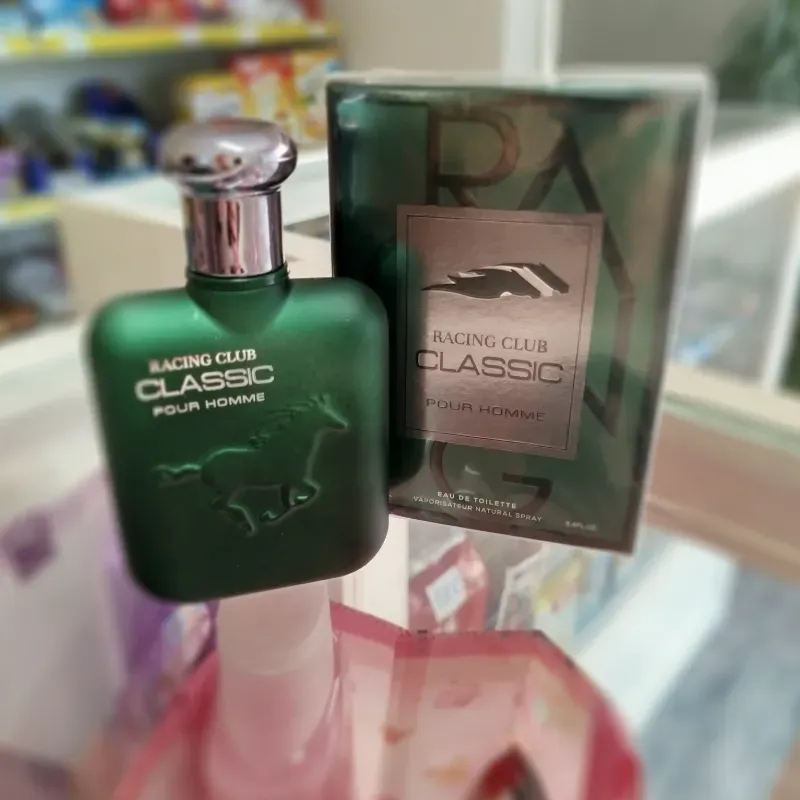 RACING CLUB
CLASSIC
POUR HOMME
RACING CLUB
CLASSIC
POUR HOMME
EAU DE TOILETTE
VAPORISATEUR NATURAL SPRAY